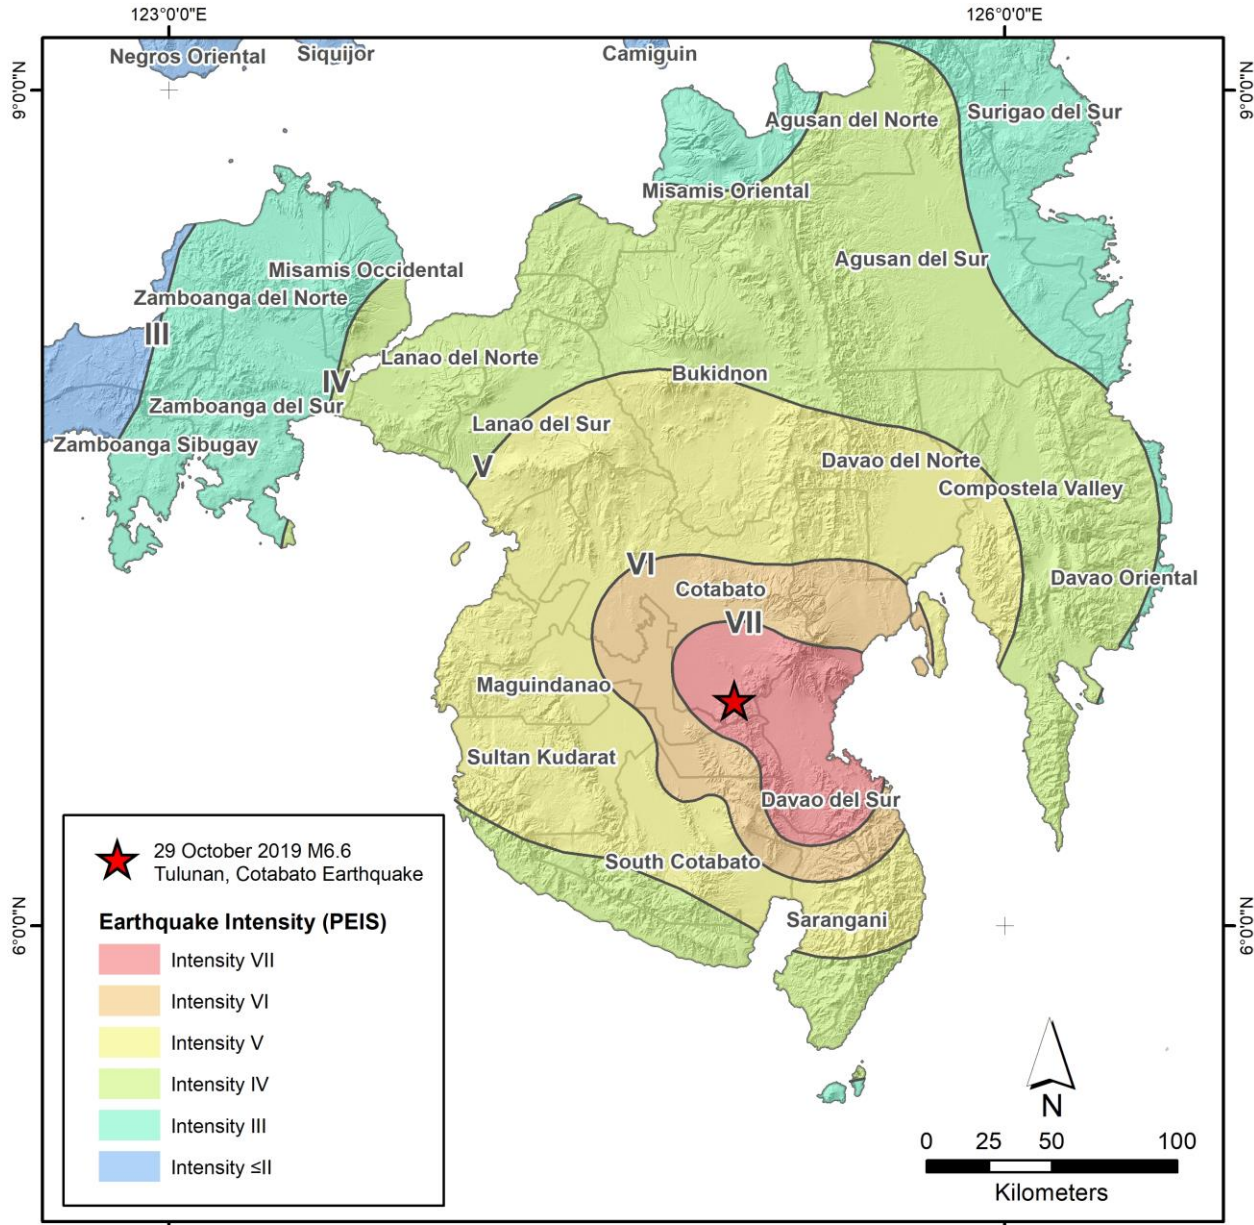 123°0'0"E
126°0'0"E
Negros Oriental
Siquijor
Camiguin
9°0'0"N
9°0'0"N
Agusan del Norte
Surigao del Sur
Misamis Oriental
Agusan del Sur
Misamis Occidental
Zamboanga del Norte
III
Lanao del Norte
Bukidnon
IV
Zamboanga del Sur
Lanao del Sur
Zamboanga Sibugay
V
Davao del Norte
Compostela Valley
VI
Cotabato
Davao Oriental
VII
Maguindanao
Sultan Kudarat
Davao del Sur
South Cotabato
Sarangani
6°0'0"N
6°0'0"N
29 October 2019 M6.6
Tulunan, Cotabato Earthquake
Earthquake Intensity (PEIS)
Intensity VII
Intensity VI
Intensity V
Intensity IV
Intensity III
Intensity ≤II
N
0 25 50 100
Kilometers